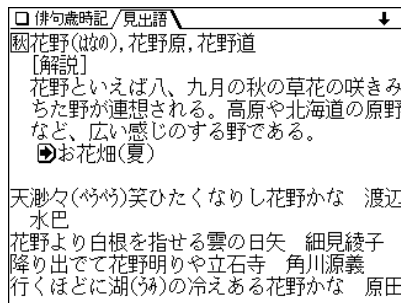 俳句歳時記/見出語
秋花野(はなの),花野原,花野道
[解説]
花野といえば八、九月の秋の草花の咲きみ
ちた野が連想される。高原や北海道の原野
など、広い感じのする野である。
お花畑(夏)
天渺々(べうべう)笑ひたくなりし花野かな 渡辺
水巴
花野より白根を指せる雲の日矢 細見綾子
降り出でて花野明りや立石寺 角川源義
行くほどに湖(うみ)の冷えある花野かな 原田